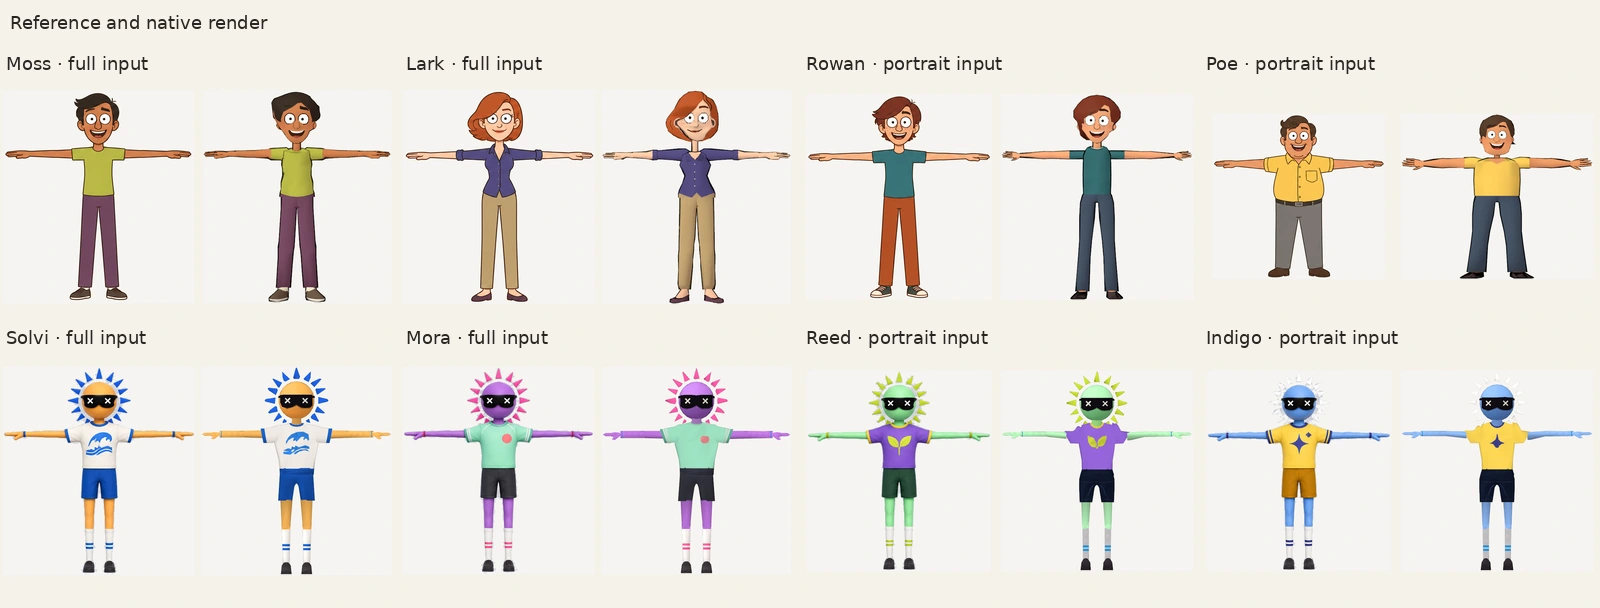 Reference and native render
Moss · full input
Lark · full input
Rowan · portrait input
Poe · portrait input
Solvi · full input
Mora · full input
Reed · portrait input
Indigo · portrait input